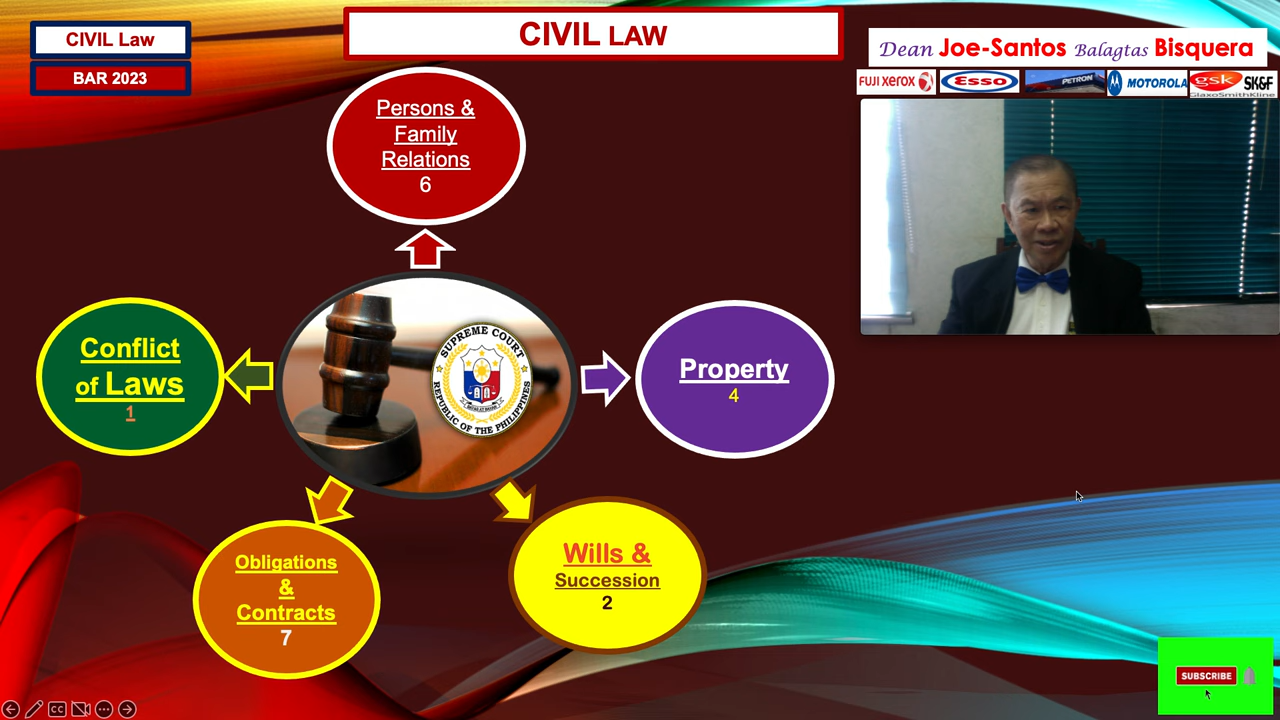 CIVIL Law
BAR 2023
CIVIL LAW
Dean Joe-Santos Balagtas Bisquera
FUJI XEROX
Esso
PETRON
MOTOROLA
gsk
GlaxoSmithKline
SK&F
Persons &
Family
Relations
6
Conflict
of Laws
1
SUPREME COURT
REPUBLIC OF THE PHILIPPINES
Property
4
Obligations
&
Contracts
7
Wills &
Succession
2
CC
SUBSCRIBE